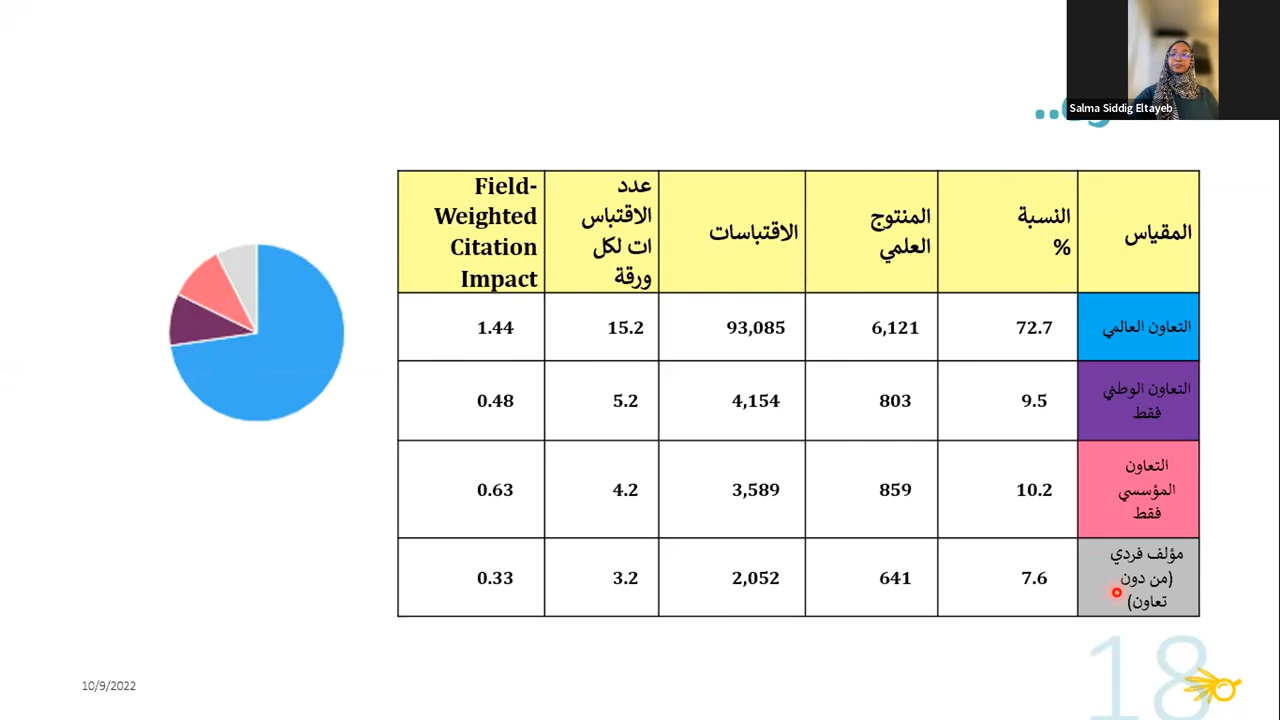 Salma Siddig Eltayeb
المقياس
النسبة
%
المنتوج
العلمي
الاقتباسات
عدد
الاقتباس
ات لكل
ورقة
Field-
Weighted
Citation
Impact
التعاون العالمي
72.7
6,121
93,085
15.2
1.44
التعاون الوطني
فقط
9.5
803
4,154
5.2
0.48
التعاون
المؤسسي
فقط
10.2
859
3,589
4.2
0.63
مؤلف فردي
(من دون
تعاون)
7.6
641
2,052
3.2
0.33
10/9/2022
18